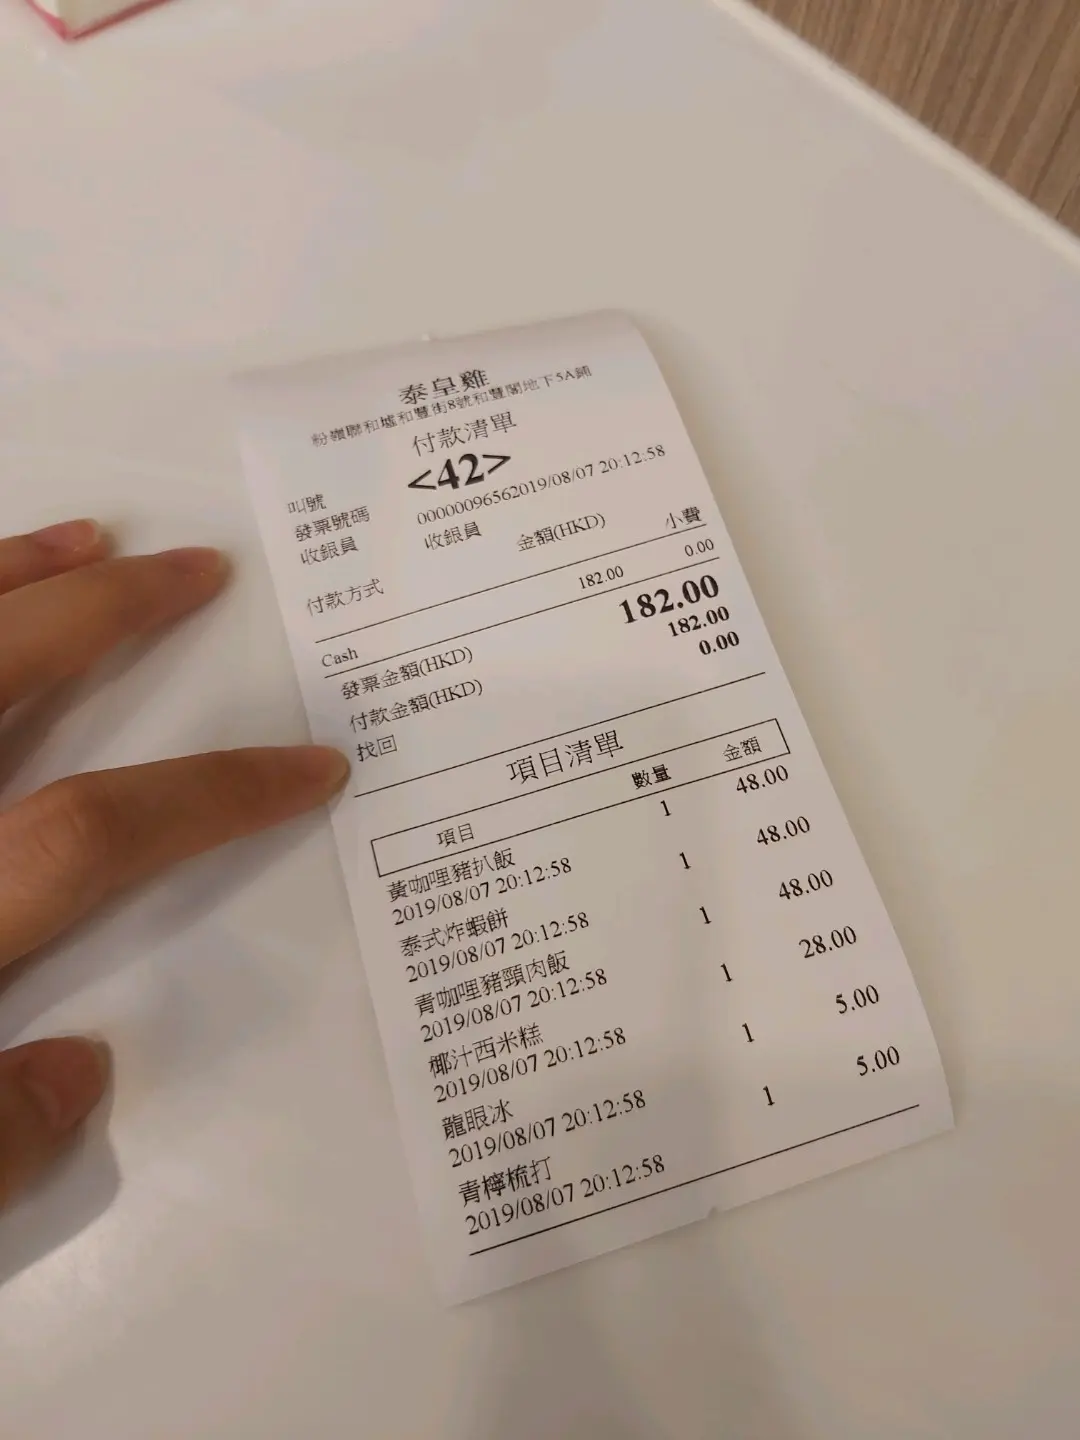 泰皇雞
粉嶺聯和墟和豐街8號和豐閣地下5A鋪
付款清單
叫號 <42>
發票號碼 00000096562019/08/07 20:12:58
收銀員 收銀員
付款方式 金額(HKD) 小費
Cash 182.00 0.00
發票金額(HKD) 182.00
付款金額(HKD) 182.00
找回 0.00
項目清單
項目 數量 金額
黃咖哩豬扒飯 1 48.00
2019/08/07 20:12:58
泰式炸蝦餅 1 48.00
2019/08/07 20:12:58
青咖哩豬頸肉飯 1 48.00
2019/08/07 20:12:58
椰汁西米糕 1 28.00
2019/08/07 20:12:58
龍眼冰 1 5.00
2019/08/07 20:12:58
青檸梳打 1 5.00
2019/08/07 20:12:58